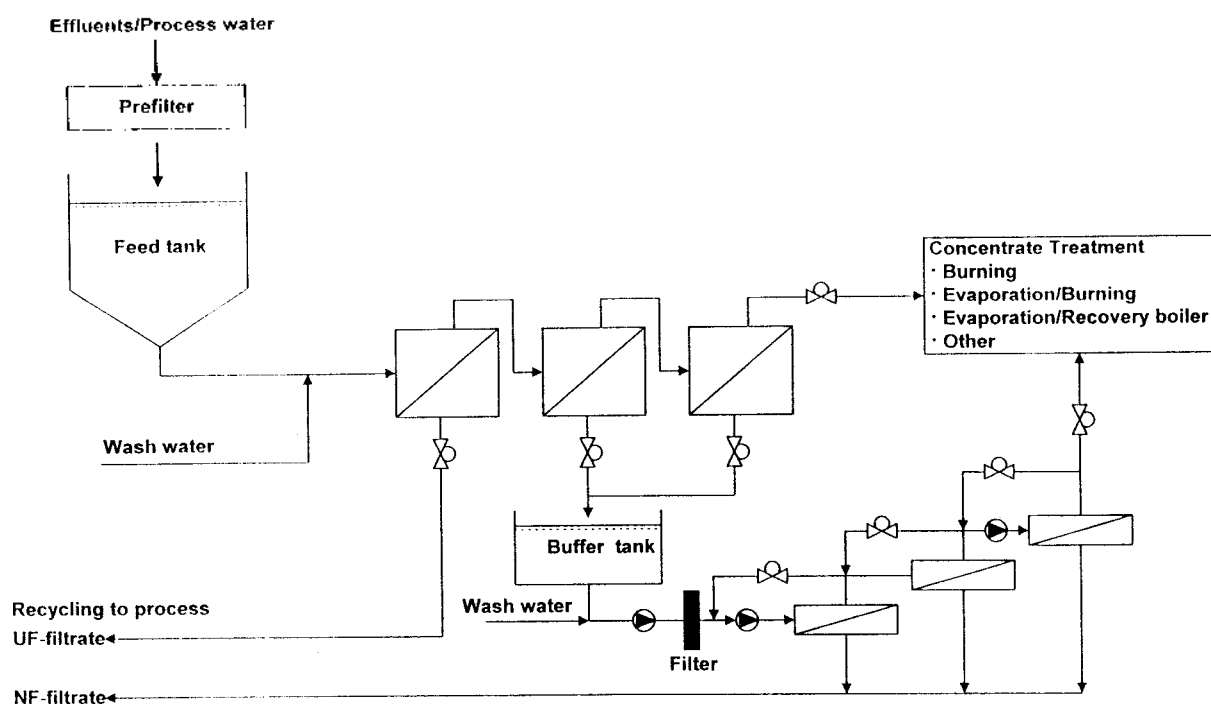 Effluents/Process water
Prefilter
Feed tank
Concentrate Treatment
· Burning
· Evaporation/Burning
· Evaporation/Recovery boiler
· Other
Wash water
Buffer tank
Wash water
Filter
Recycling to process
UF-filtrate
NF-filtrate